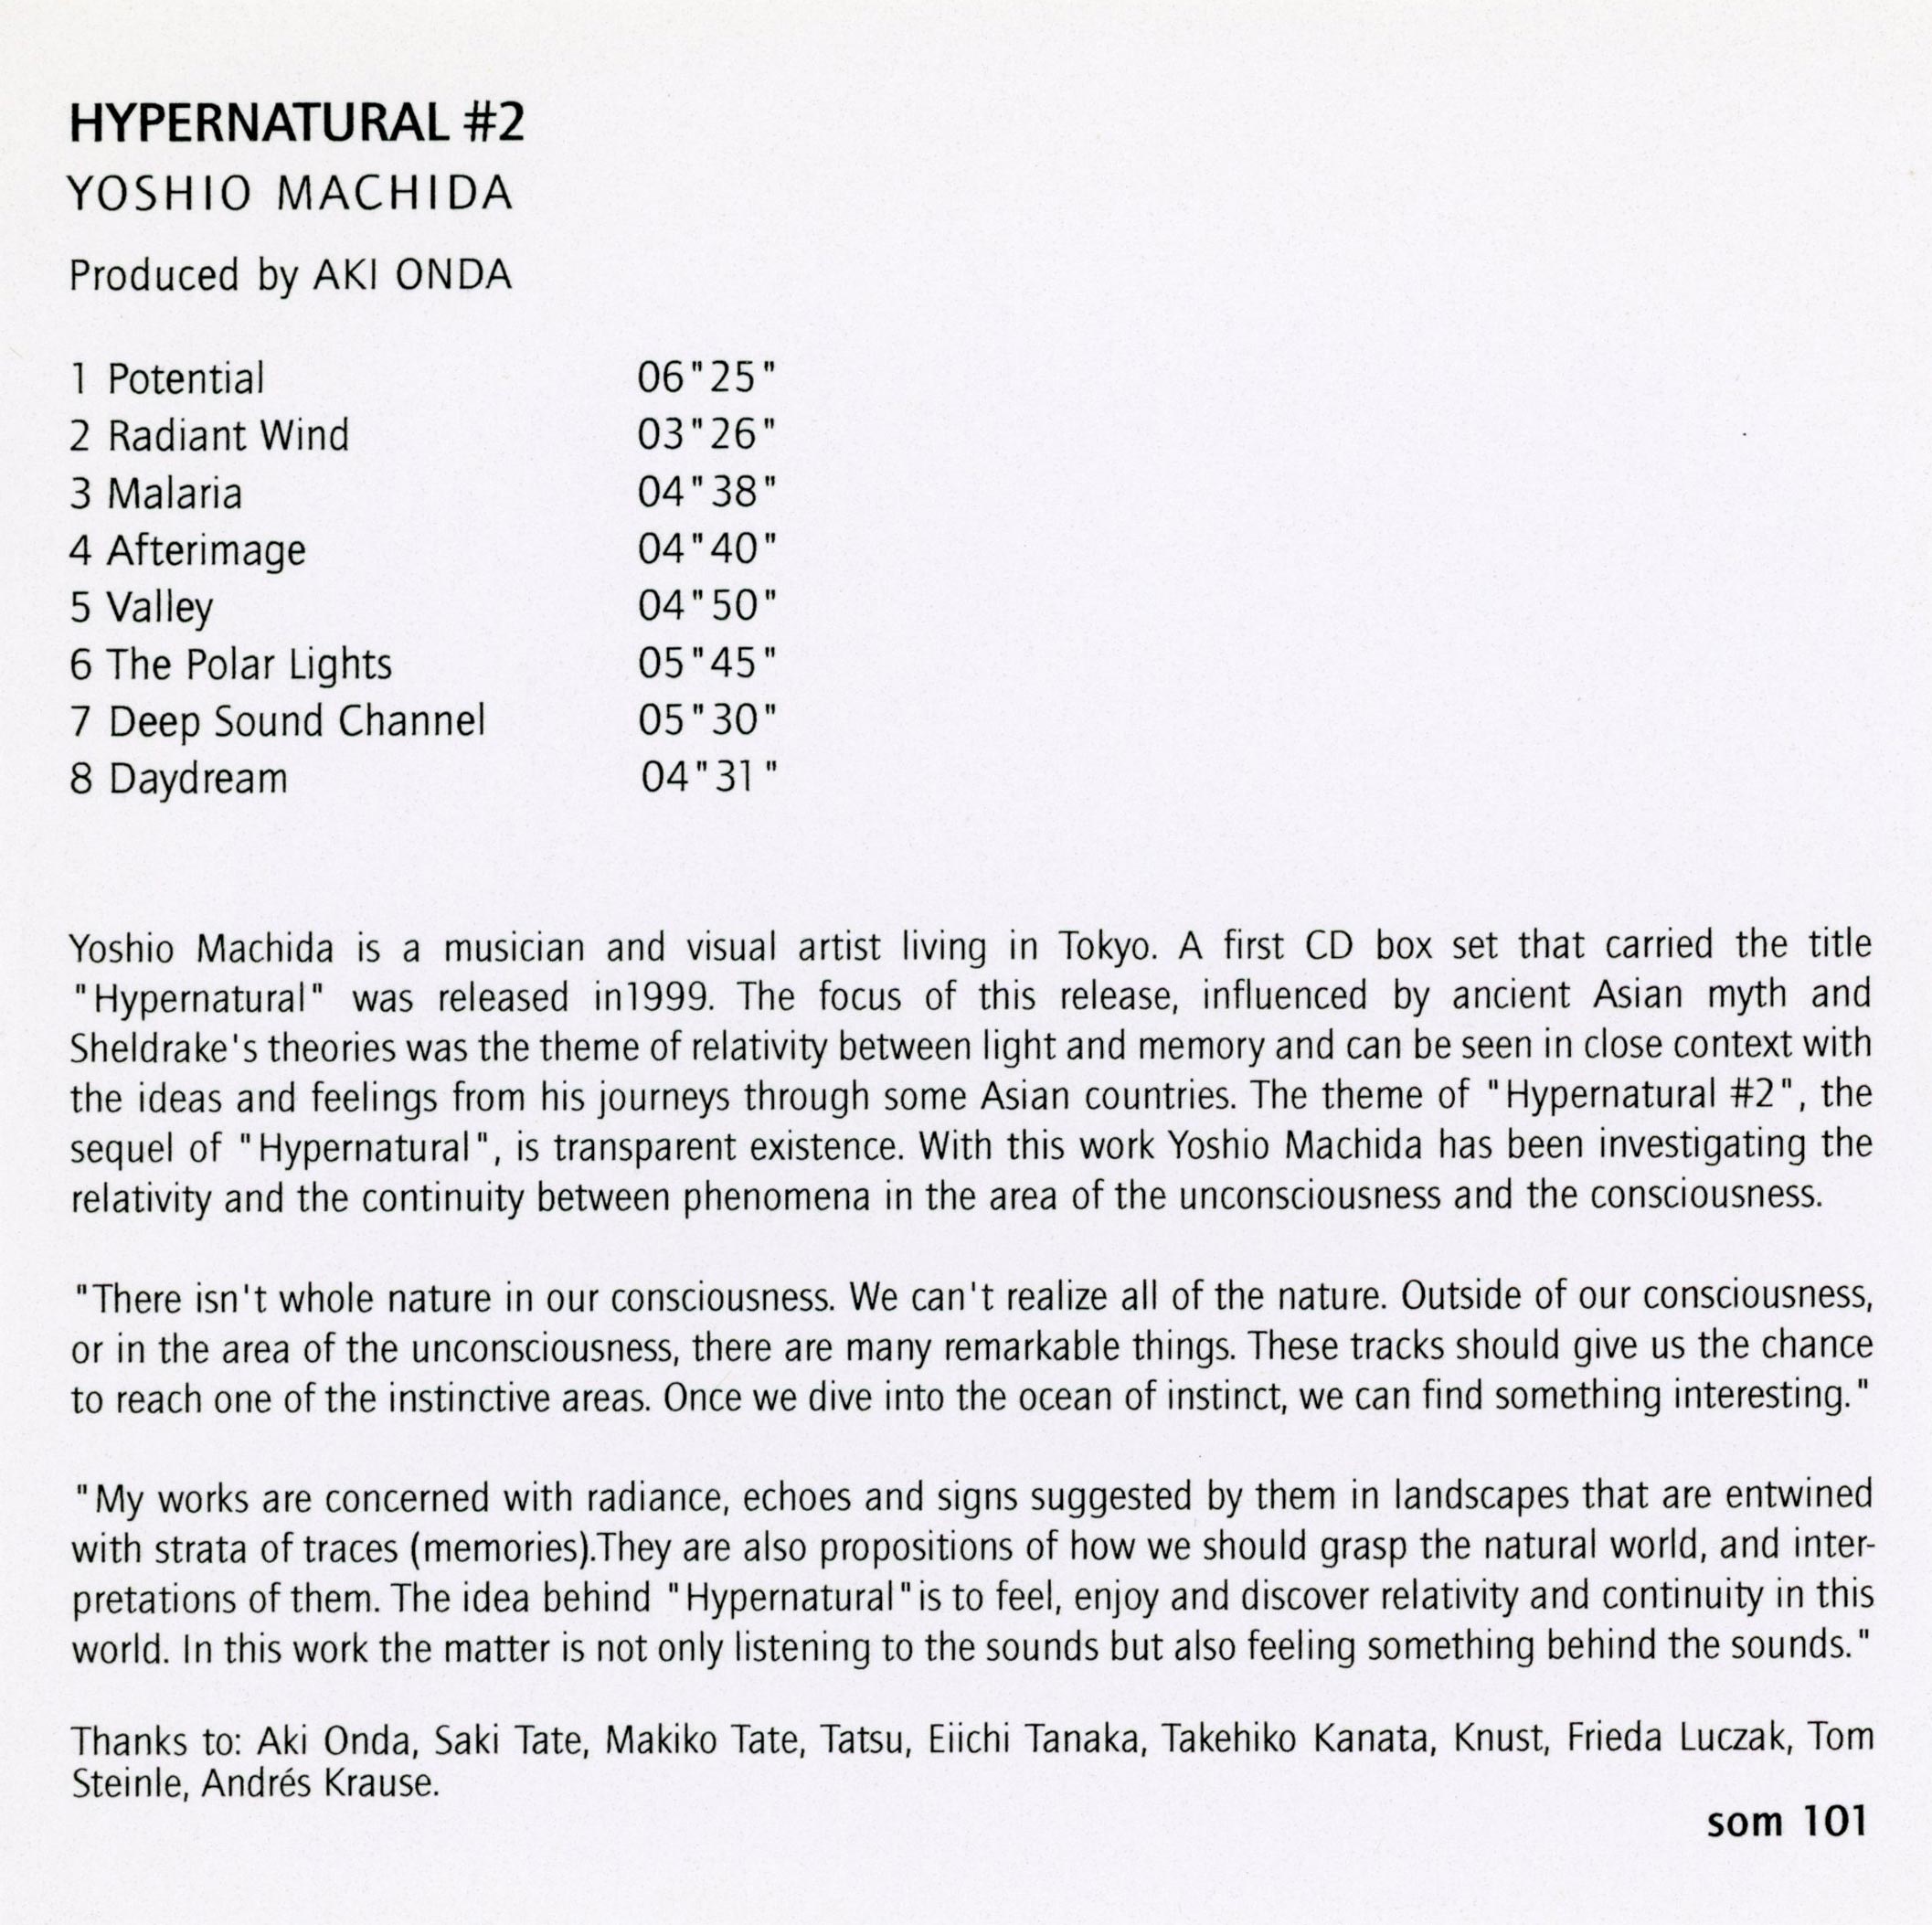 HYPERNATURAL #2
YOSHIO MACHIDA
Produced by AKI ONDA
1 Potential 06"25"
2 Radiant Wind 03"26"
3 Malaria 04"38"
4 Afterimage 04"40"
5 Valley 04"50"
6 The Polar Lights 05"45"
7 Deep Sound Channel 05"30"
8 Daydream 04"31"
Yoshio Machida is a musician and visual artist living in Tokyo. A first CD box set that carried the title
"Hypernatural" was released in1999. The focus of this release, influenced by ancient Asian myth and
Sheldrake's theories was the theme of relativity between light and memory and can be seen in close context with
the ideas and feelings from his journeys through some Asian countries. The theme of "Hypernatural #2", the
sequel of "Hypernatural", is transparent existence. With this work Yoshio Machida has been investigating the
relativity and the continuity between phenomena in the area of the unconsciousness and the consciousness.
"There isn't whole nature in our consciousness. We can't realize all of the nature. Outside of our consciousness,
or in the area of the unconsciousness, there are many remarkable things. These tracks should give us the chance
to reach one of the instinctive areas. Once we dive into the ocean of instinct, we can find something interesting."
"My works are concerned with radiance, echoes and signs suggested by them in landscapes that are entwined
with strata of traces (memories).They are also propositions of how we should grasp the natural world, and inter-
pretations of them. The idea behind "Hypernatural"is to feel, enjoy and discover relativity and continuity in this
world. In this work the matter is not only listening to the sounds but also feeling something behind the sounds."
Thanks to: Aki Onda, Saki Tate, Makiko Tate, Tatsu, Eiichi Tanaka, Takehiko Kanata, Knust, Frieda Luczak, Tom
Steinle, Andrés Krause.
som 101